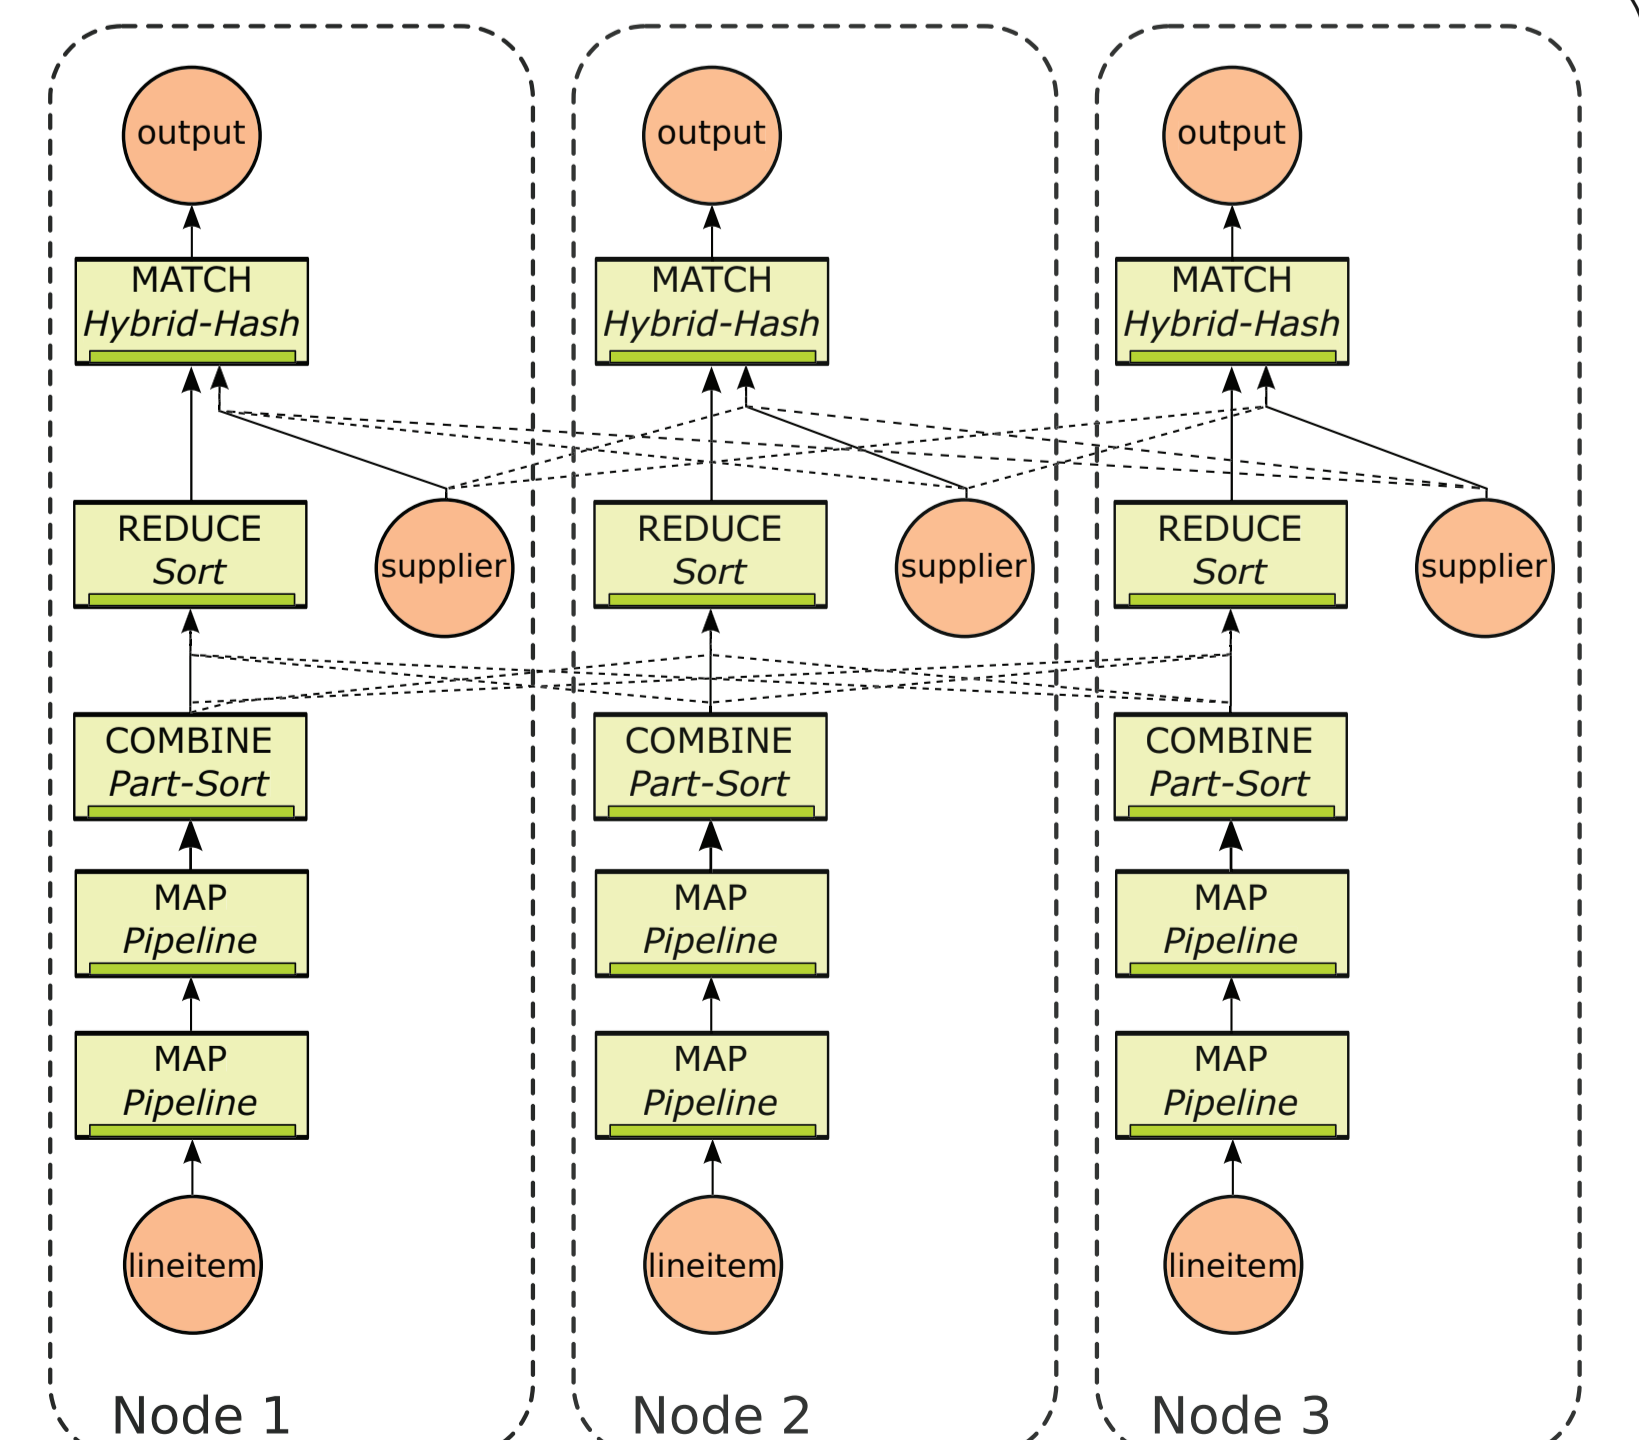 output
MATCH
Hybrid-Hash
REDUCE
Sort
supplier
COMBINE
Part-Sort
MAP
Pipeline
MAP
Pipeline
lineitem
Node 1
output
MATCH
Hybrid-Hash
REDUCE
Sort
supplier
COMBINE
Part-Sort
MAP
Pipeline
MAP
Pipeline
lineitem
Node 2
output
MATCH
Hybrid-Hash
REDUCE
Sort
supplier
COMBINE
Part-Sort
MAP
Pipeline
MAP
Pipeline
lineitem
Node 3